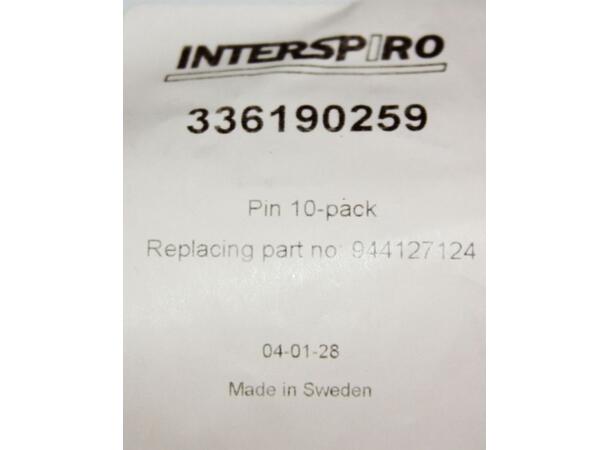 INTERSPIRO
336190259
Pin 10-pack
Replacing part no: 944127124
04-01-28
Made in Sweden